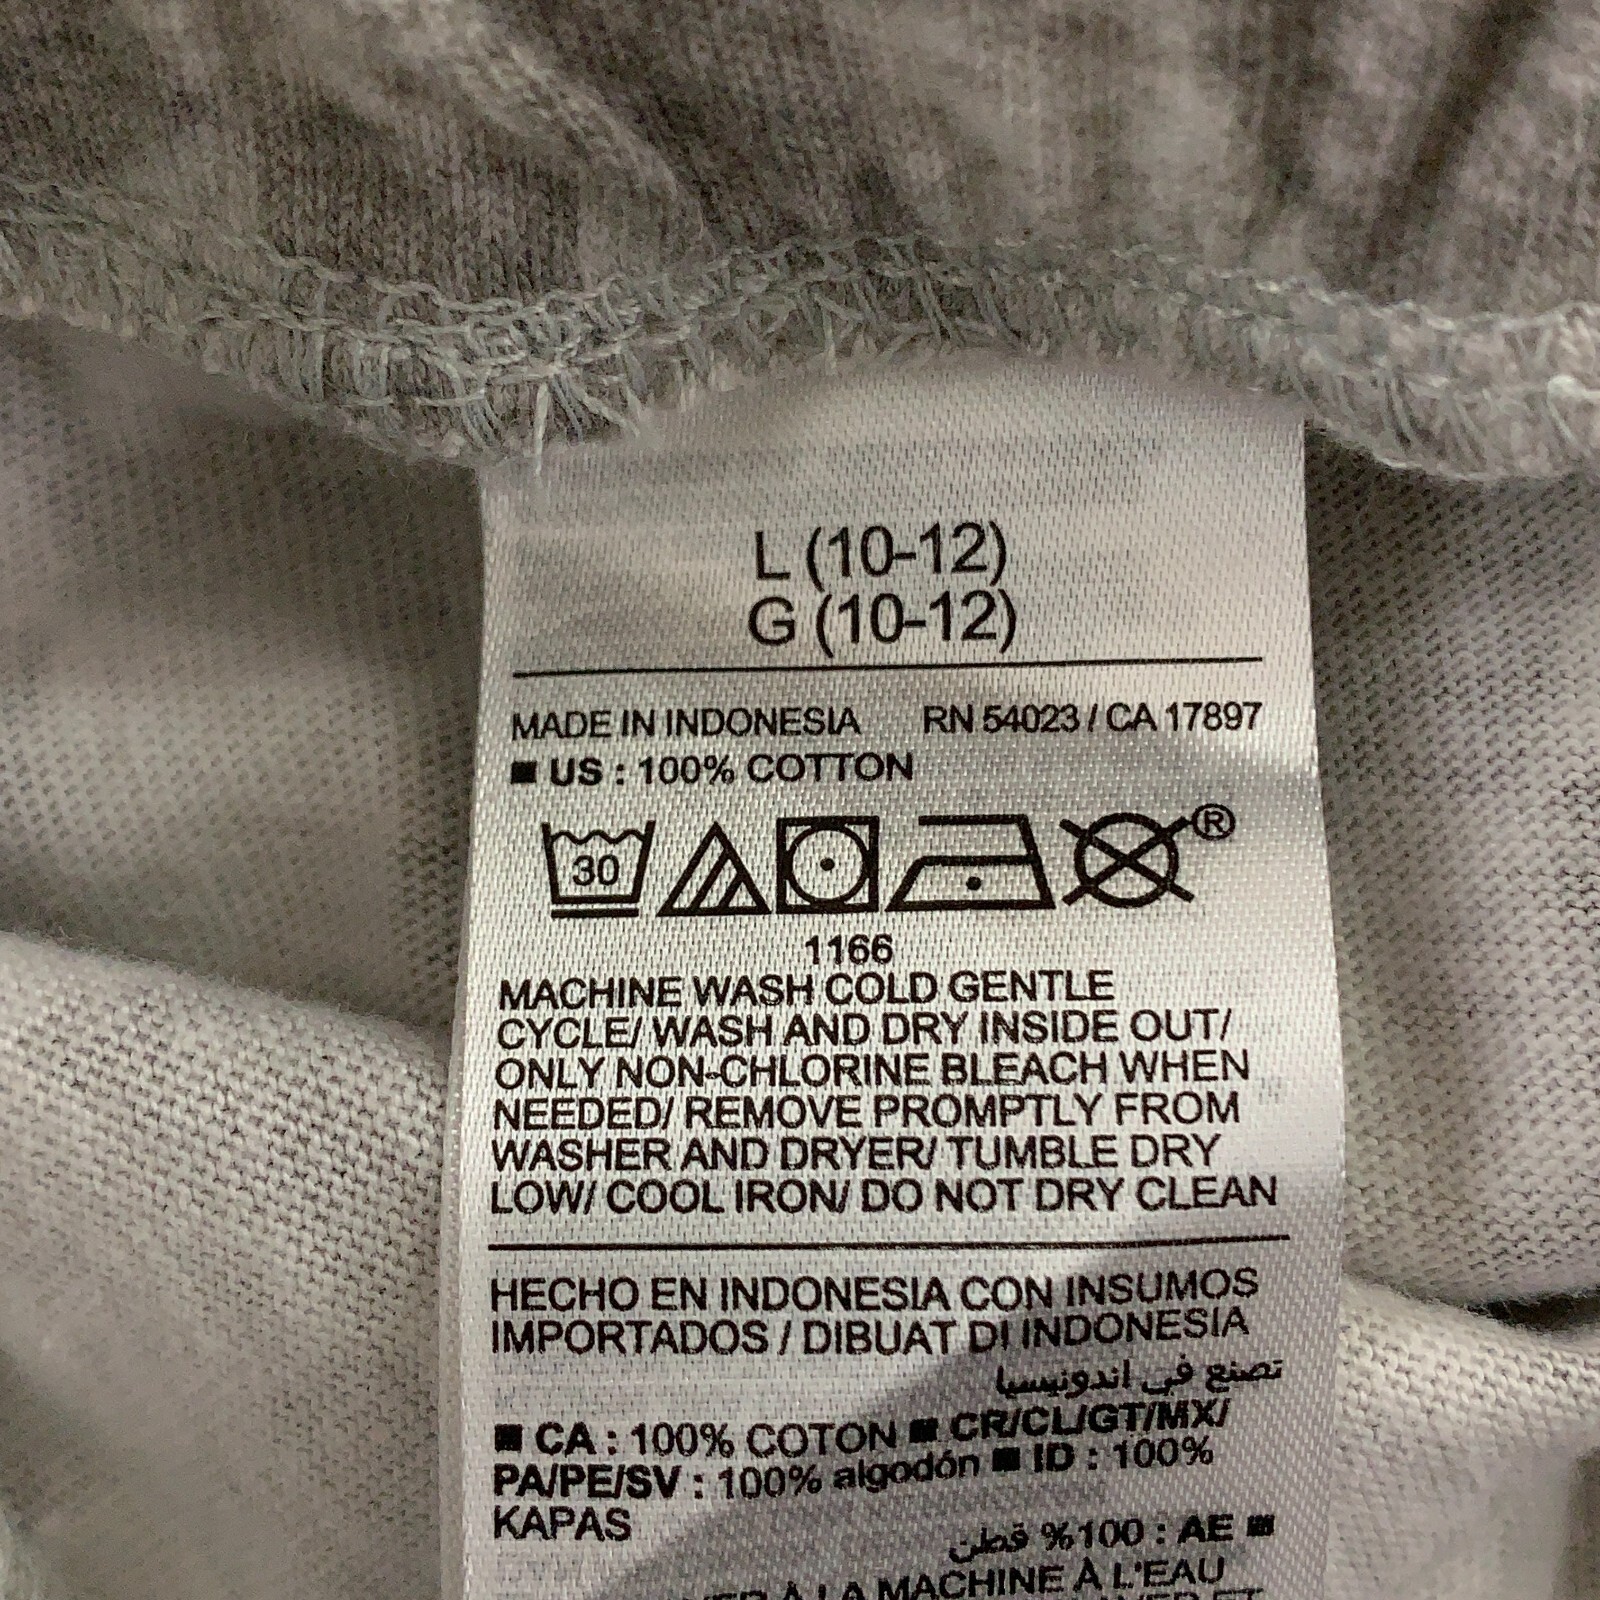 L (10-12)
G (10-12)
MADE IN INDONESIA RN 54023 / CA 17897
■ US : 100% COTTON
30 ®
1166
MACHINE WASH COLD GENTLE
CYCLE/ WASH AND DRY INSIDE OUT/
ONLY NON-CHLORINE BLEACH WHEN
NEEDED/ REMOVE PROMPTLY FROM
WASHER AND DRYER/ TUMBLE DRY
LOW/ COOL IRON/ DO NOT DRY CLEAN
HECHO EN INDONESIA CON INSUMOS
IMPORTADOS / DIBUAT DI INDONESIA
تصنع في اندونيسيا
■ CA : 100% COTON ■ CR/CL/GT/MX/
PA/PE/SV : 100% algodón ■ ID : 100%
KAPAS
■ AE : 100% قطن
À LA MACHINE À L'EAU
ET